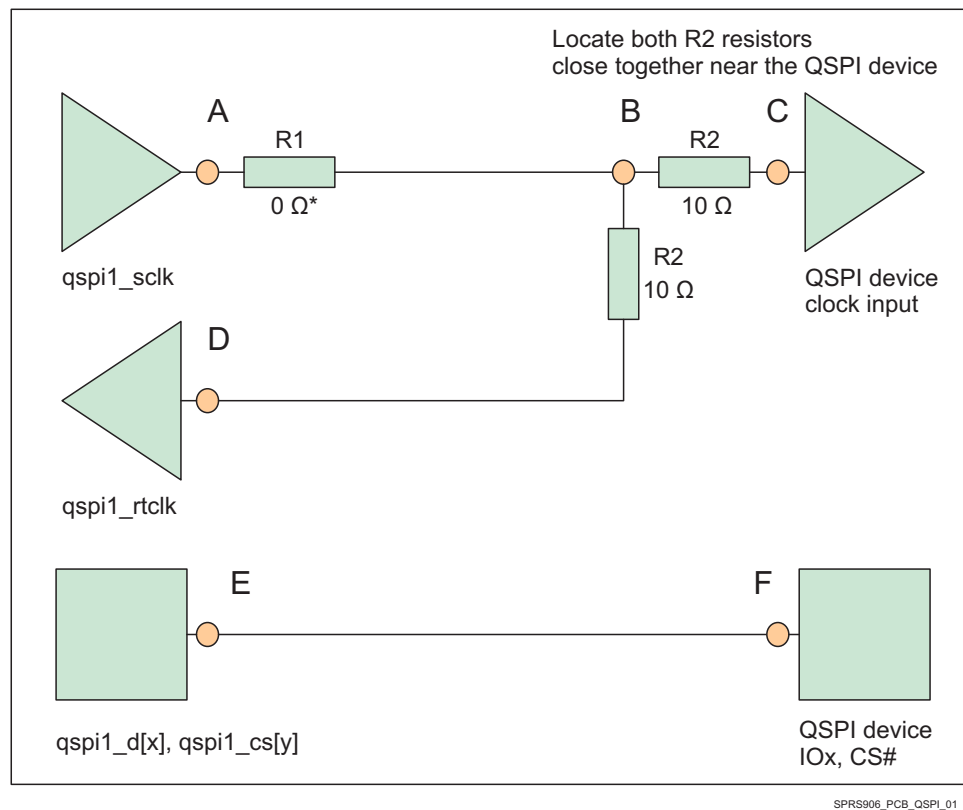 Locate both R2 resistors
close together near the QSPI device
A
B
C
R1
R2
0 Ω*
10 Ω
qspi1_sclk
R2
10 Ω
QSPI device
clock input
D
qspi1_rtclk
E
F
qspi1_d[x], qspi1_cs[y]
QSPI device
IOx, CS#
SPRS906_PCB_QSPI_01